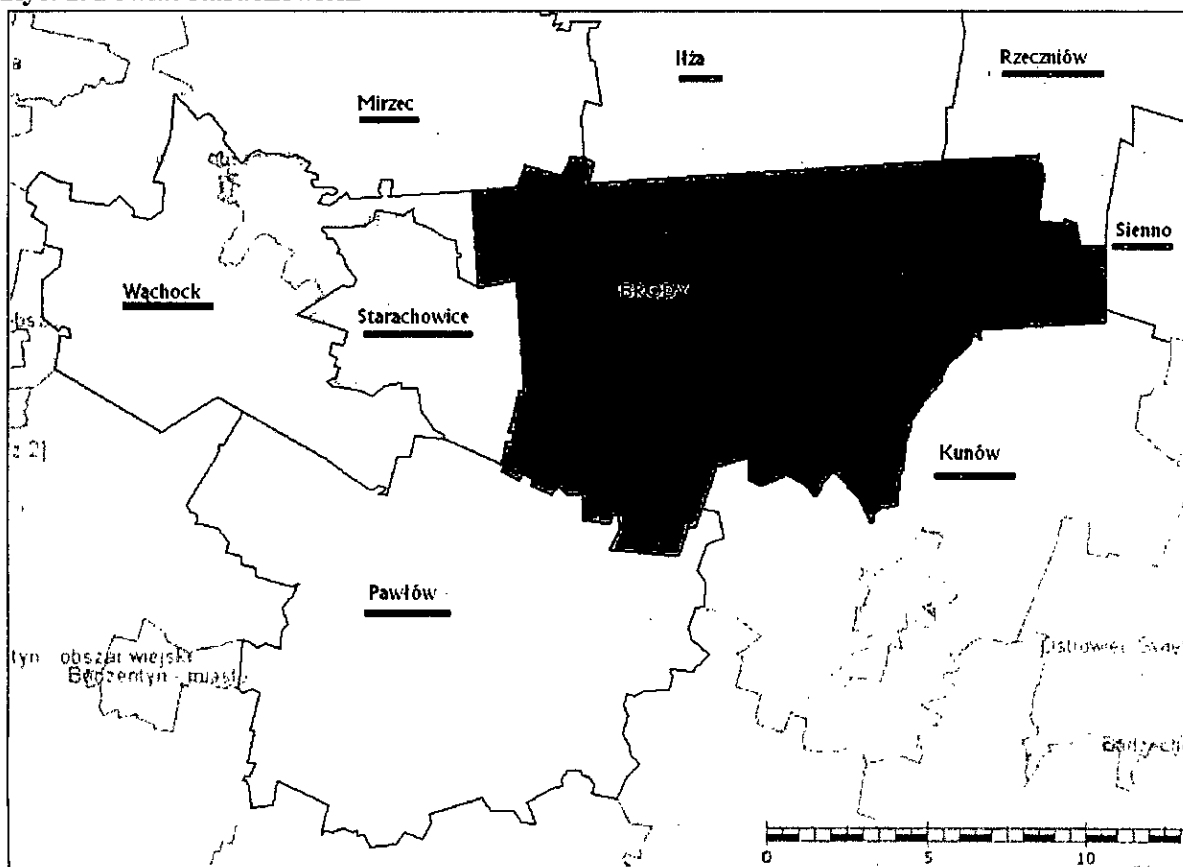 Iłża
Rzeczniów
Mirzec
Sienno
BRODY
Wąchock
Starachowice
Kunów
Pawłów
obszar wiejski
Bodzentyn - miasto
0 5 10